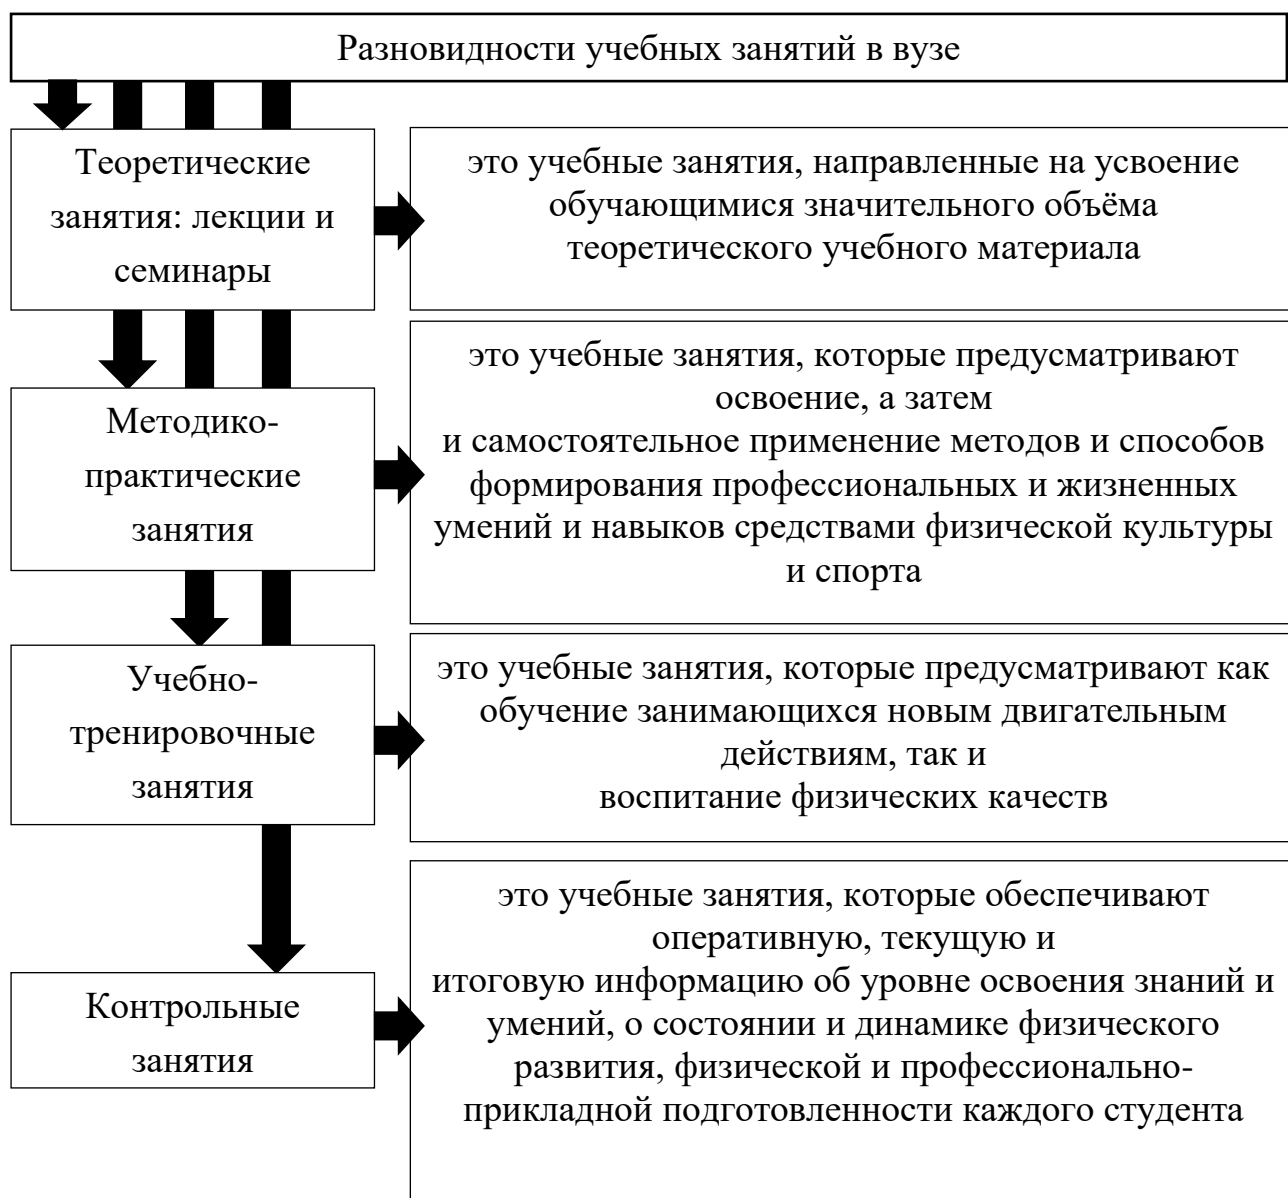 Разновидности учебных занятий в вузе
Теоретические
занятия: лекции и
семинары
это учебные занятия, направленные на усвоение
обучающимися значительного объёма
теоретического учебного материала
Методико-
практические
занятия
это учебные занятия, которые предусматривают
освоение, а затем
и самостоятельное применение методов и способов
формирования профессиональных и жизненных
умений и навыков средствами физической культуры
и спорта
Учебно-
тренировочные
занятия
это учебные занятия, которые предусматривают как
обучение занимающихся новым двигательным
действиям, так и
воспитание физических качеств
Контрольные
занятия
это учебные занятия, которые обеспечивают
оперативную, текущую и
итоговую информацию об уровне освоения знаний и
умений, о состоянии и динамике физического
развития, физической и профессионально-
прикладной подготовленности каждого студента